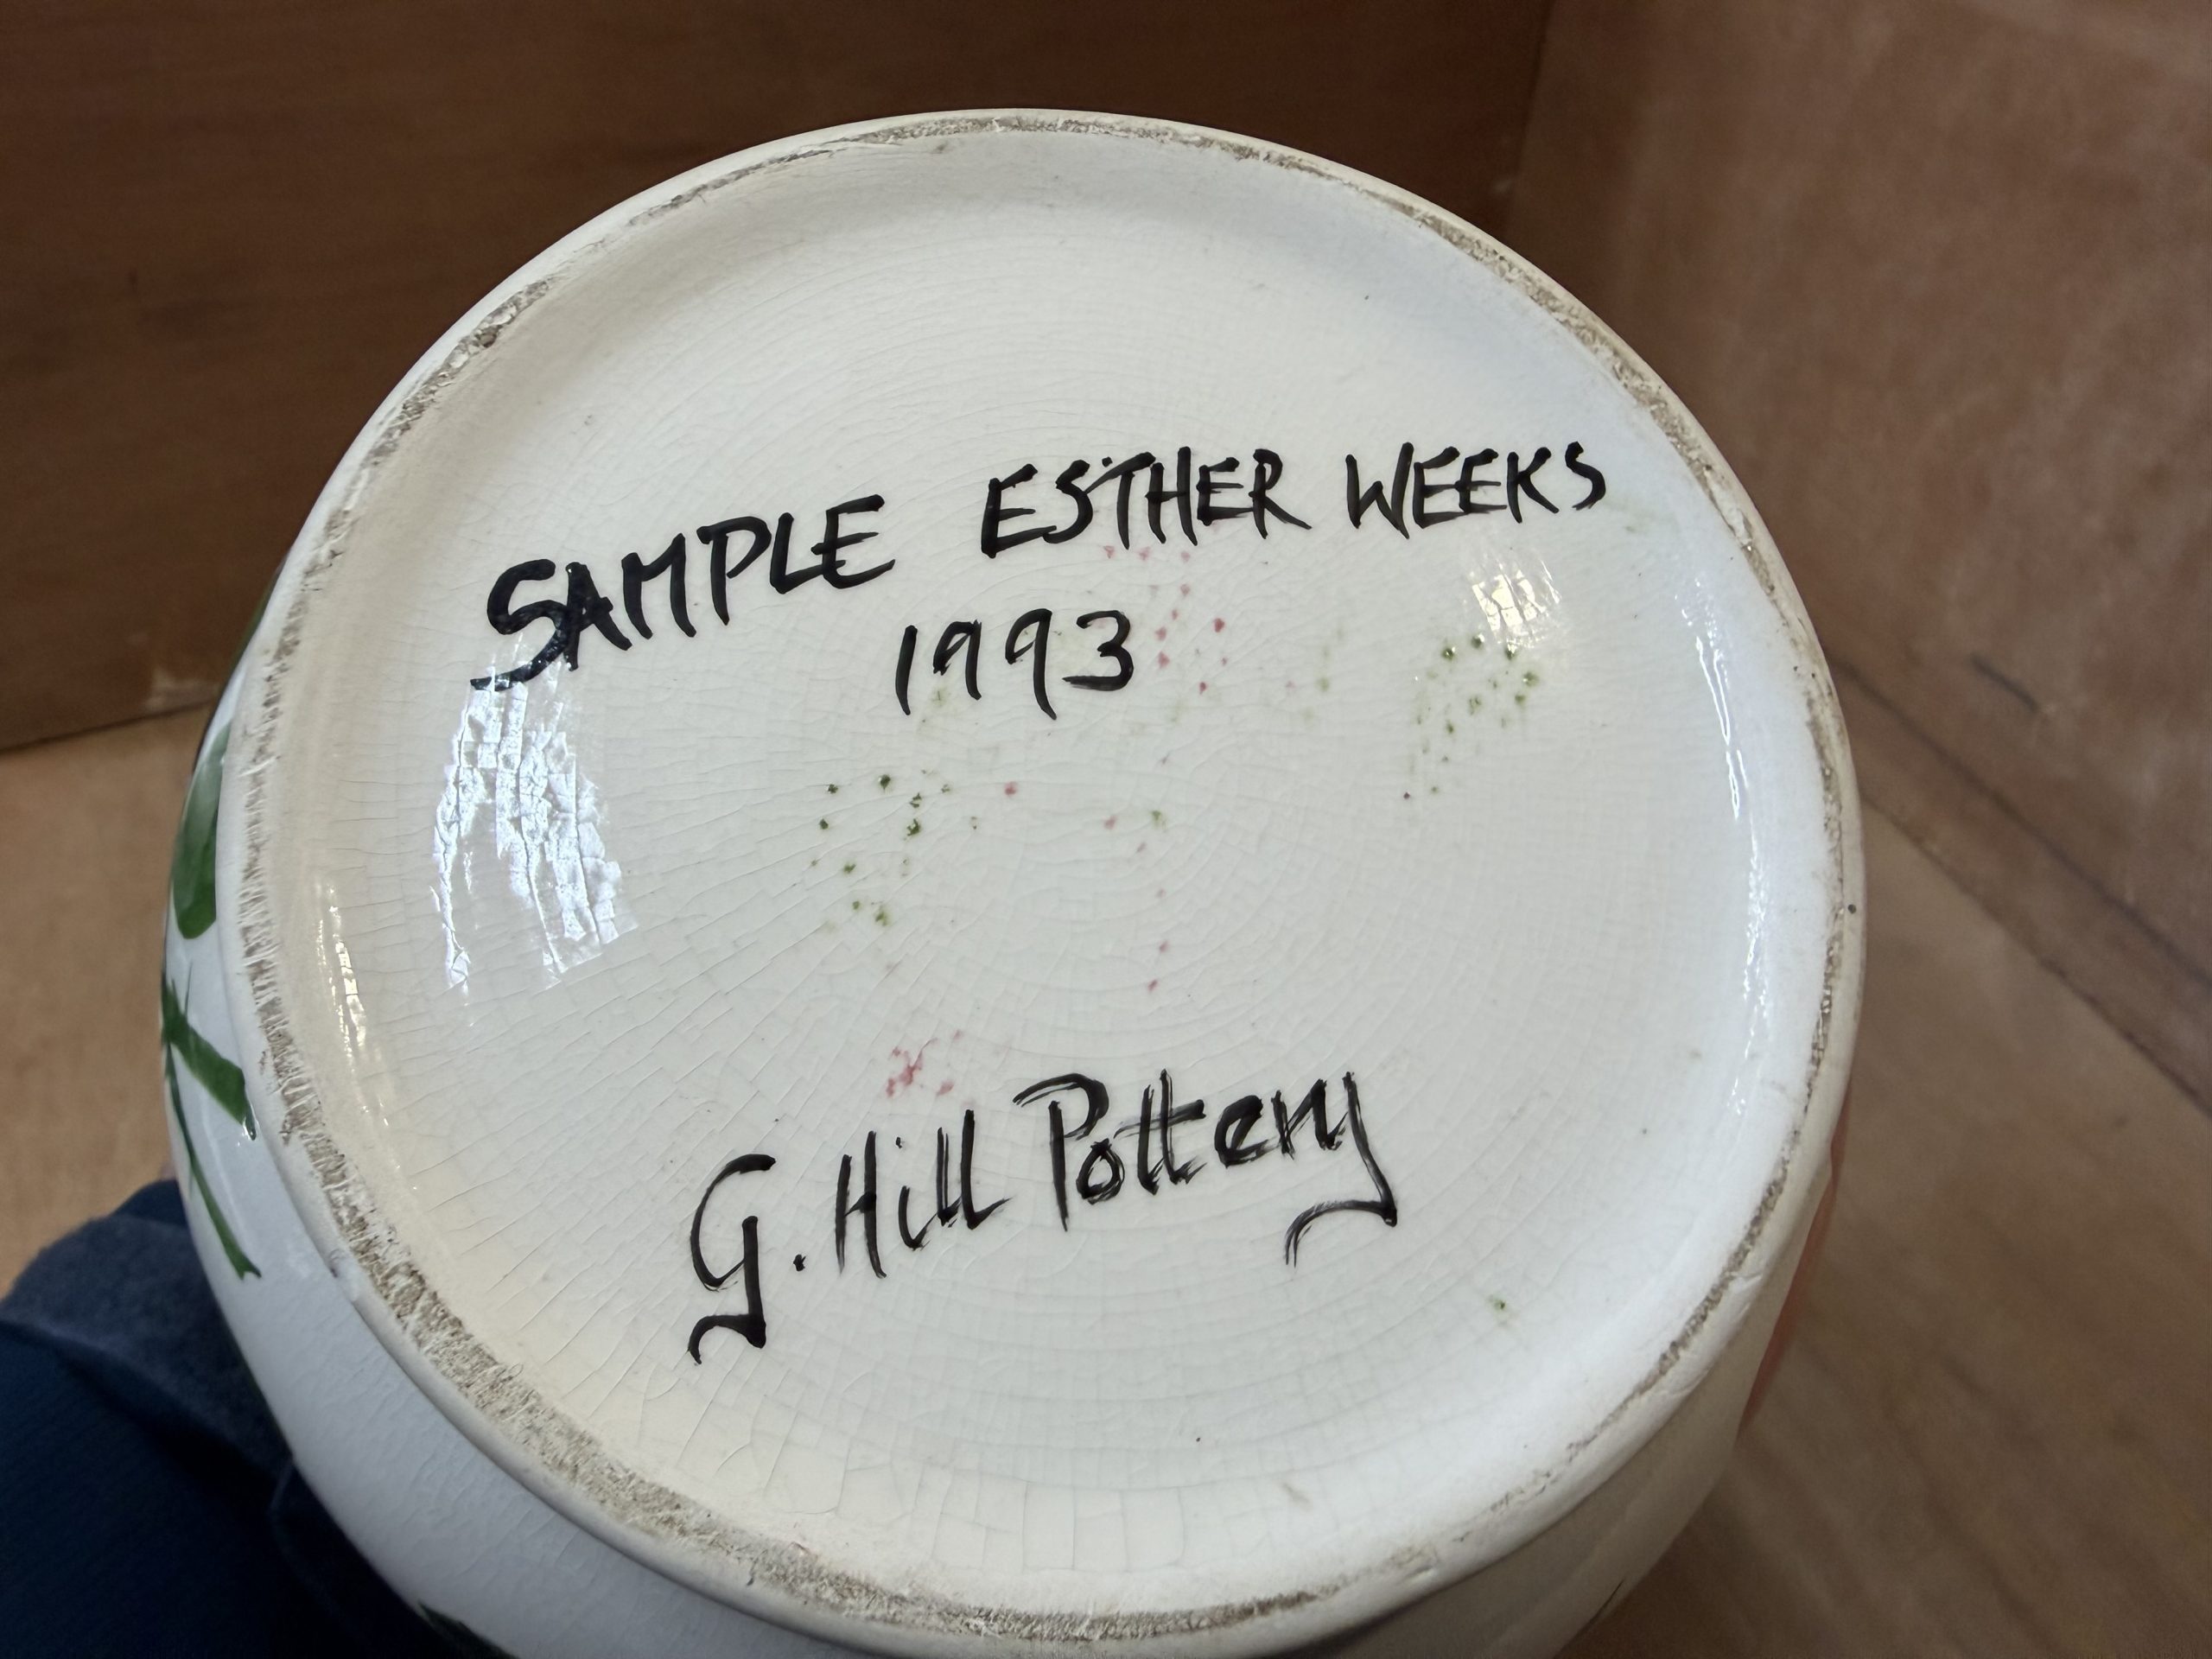 SAMPLE ESTHER WEEKS
1993
G. Hill Pottery